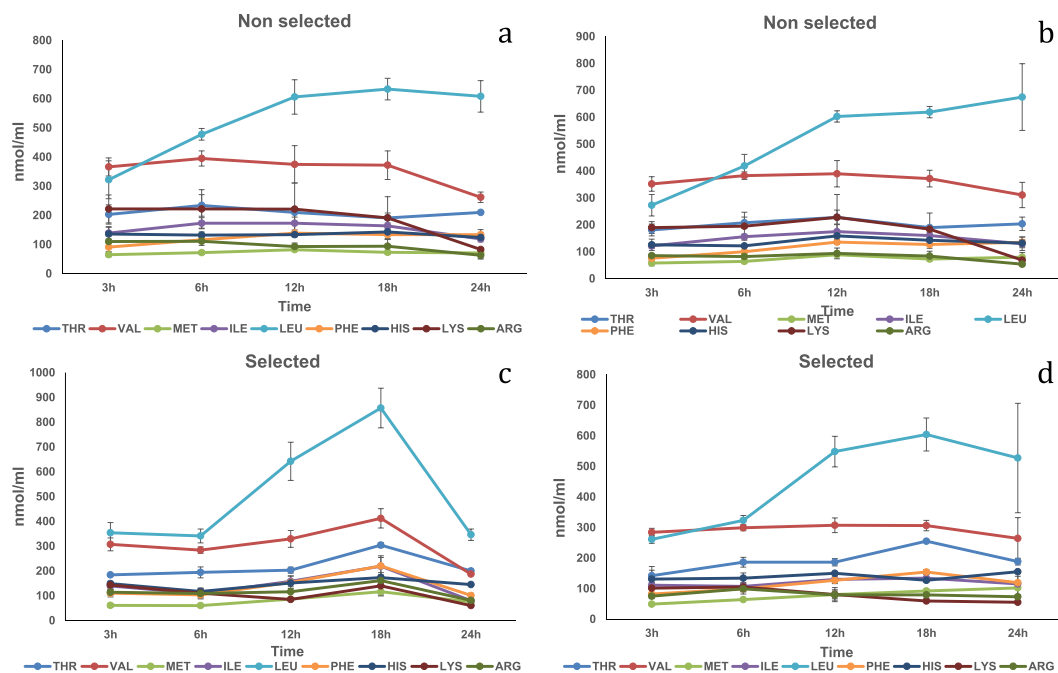 Non selected
a
800
700
600
500
400
300
200
100
0
nmol/ml
3h 6h 12h 18h 24h
Time
THR VAL MET ILE LEU PHE HIS LYS ARG
Non selected
b
900
800
700
600
500
400
300
200
100
0
nmol/ml
3h 6h 12h 18h 24h
Time
THR VAL MET ILE LEU
PHE HIS LYS ARG
Selected
c
1000
900
800
700
600
500
400
300
200
100
0
nmol/ml
3h 6h 12h 18h 24h
Time
THR VAL MET ILE LEU PHE HIS LYS ARG
Selected
d
800
700
600
500
400
300
200
100
0
nmol/ml
3h 6h 12h 18h 24h
Time
THR VAL MET ILE LEU PHE HIS LYS ARG